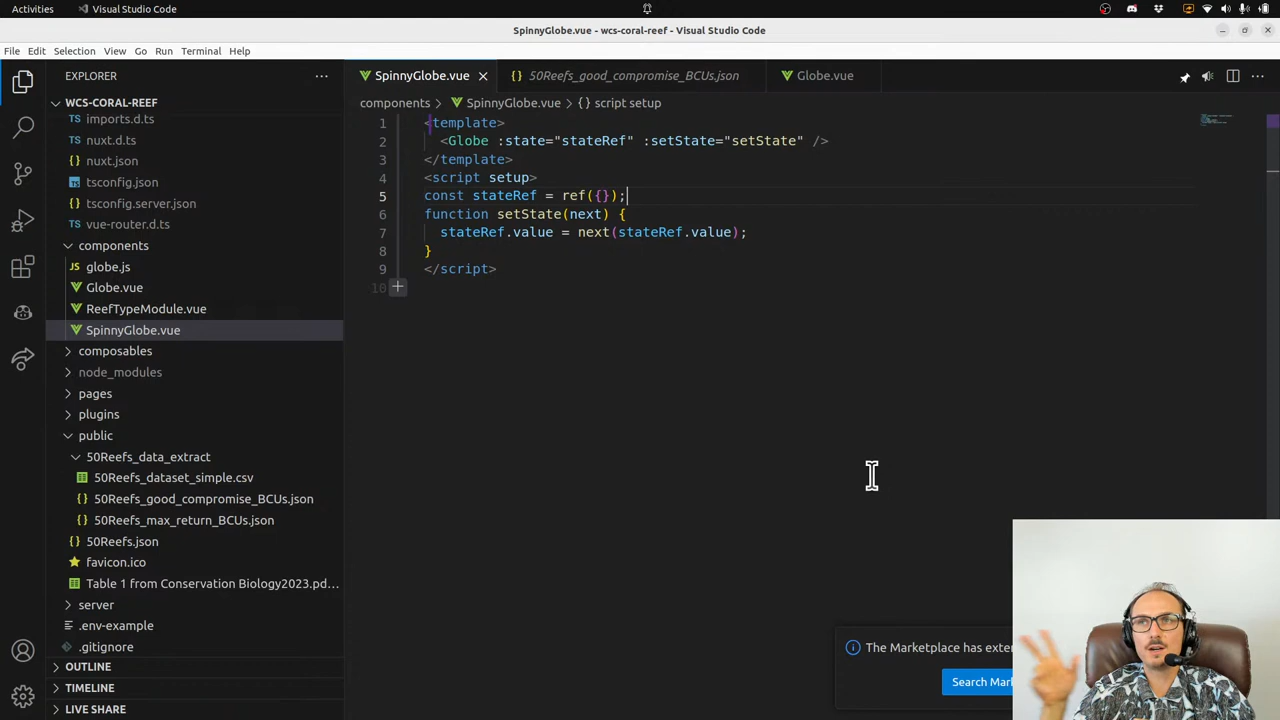 Activities
Visual Studio Code
SpinnyGlobe.vue - wcs-coral-reef - Visual Studio Code
File Edit Selection View Go Run Terminal Help
EXPLORER
WCS-CORAL-REEF
imports.d.ts
nuxt.d.ts
nuxt.json
tsconfig.json
tsconfig.server.json
vue-router.d.ts
components
JS globe.js
Globe.vue
ReefTypeModule.vue
SpinnyGlobe.vue
composables
node_modules
pages
plugins
public
50Reefs_data_extract
50Reefs_dataset_simple.csv
{} 50Reefs_good_compromise_BCUs.json
{} 50Reefs_max_return_BCUs.json
{} 50Reefs.json
favicon.ico
Table 1 from Conservation Biology2023.pd...
server
.env-example
.gitignore
OUTLINE
TIMELINE
LIVE SHARE
SpinnyGlobe.vue
{} 50Reefs_good_compromise_BCUs.json
Globe.vue
components > SpinnyGlobe.vue > {} script setup
1 <template>
2 <Globe :state="stateRef" :setState="setState" />
3 </template>
4 <script setup>
5 const stateRef = ref({});
6 function setState(next) {
7 stateRef.value = next(stateRef.value);
8 }
9 </script>
10
The Marketplace has exter
Search Mark